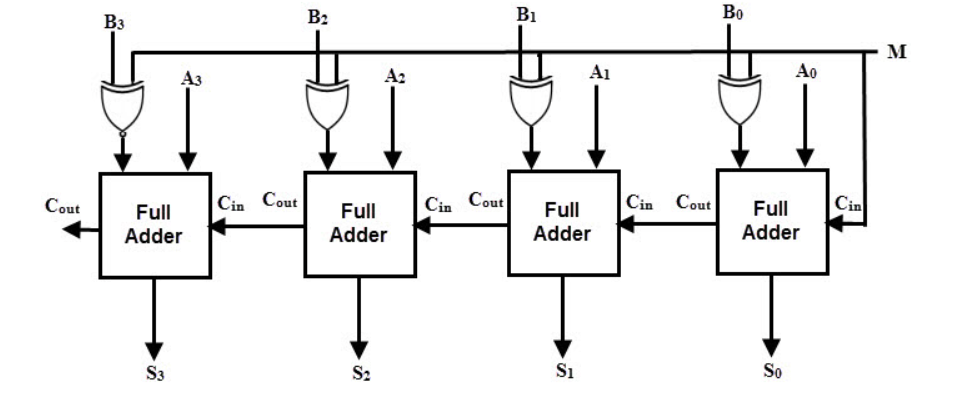 B3 B2 B1 B0
M
A3 A2 A1 A0
Cout Full Adder Cin Cout Full Adder Cin Cout Full Adder Cin Cout Full Adder Cin
S3 S2 S1 S0